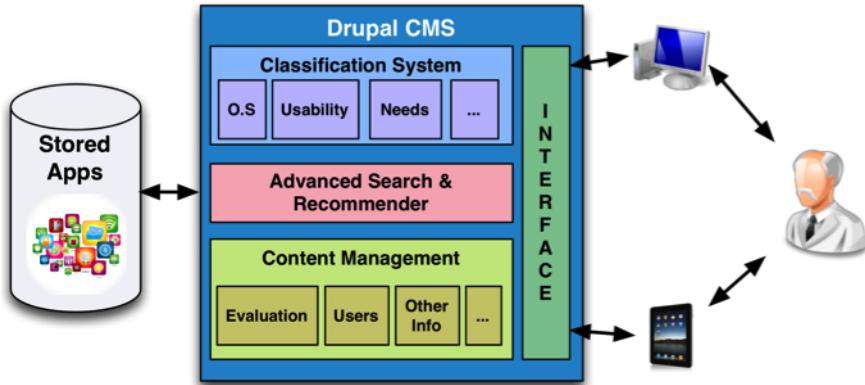 Drupal CMS
Classification System
O.S
Usability
Needs
...
Stored
Apps
Advanced Search &
Recommender
Content Management
Evaluation
Users
Other
Info
...
INTERFACE